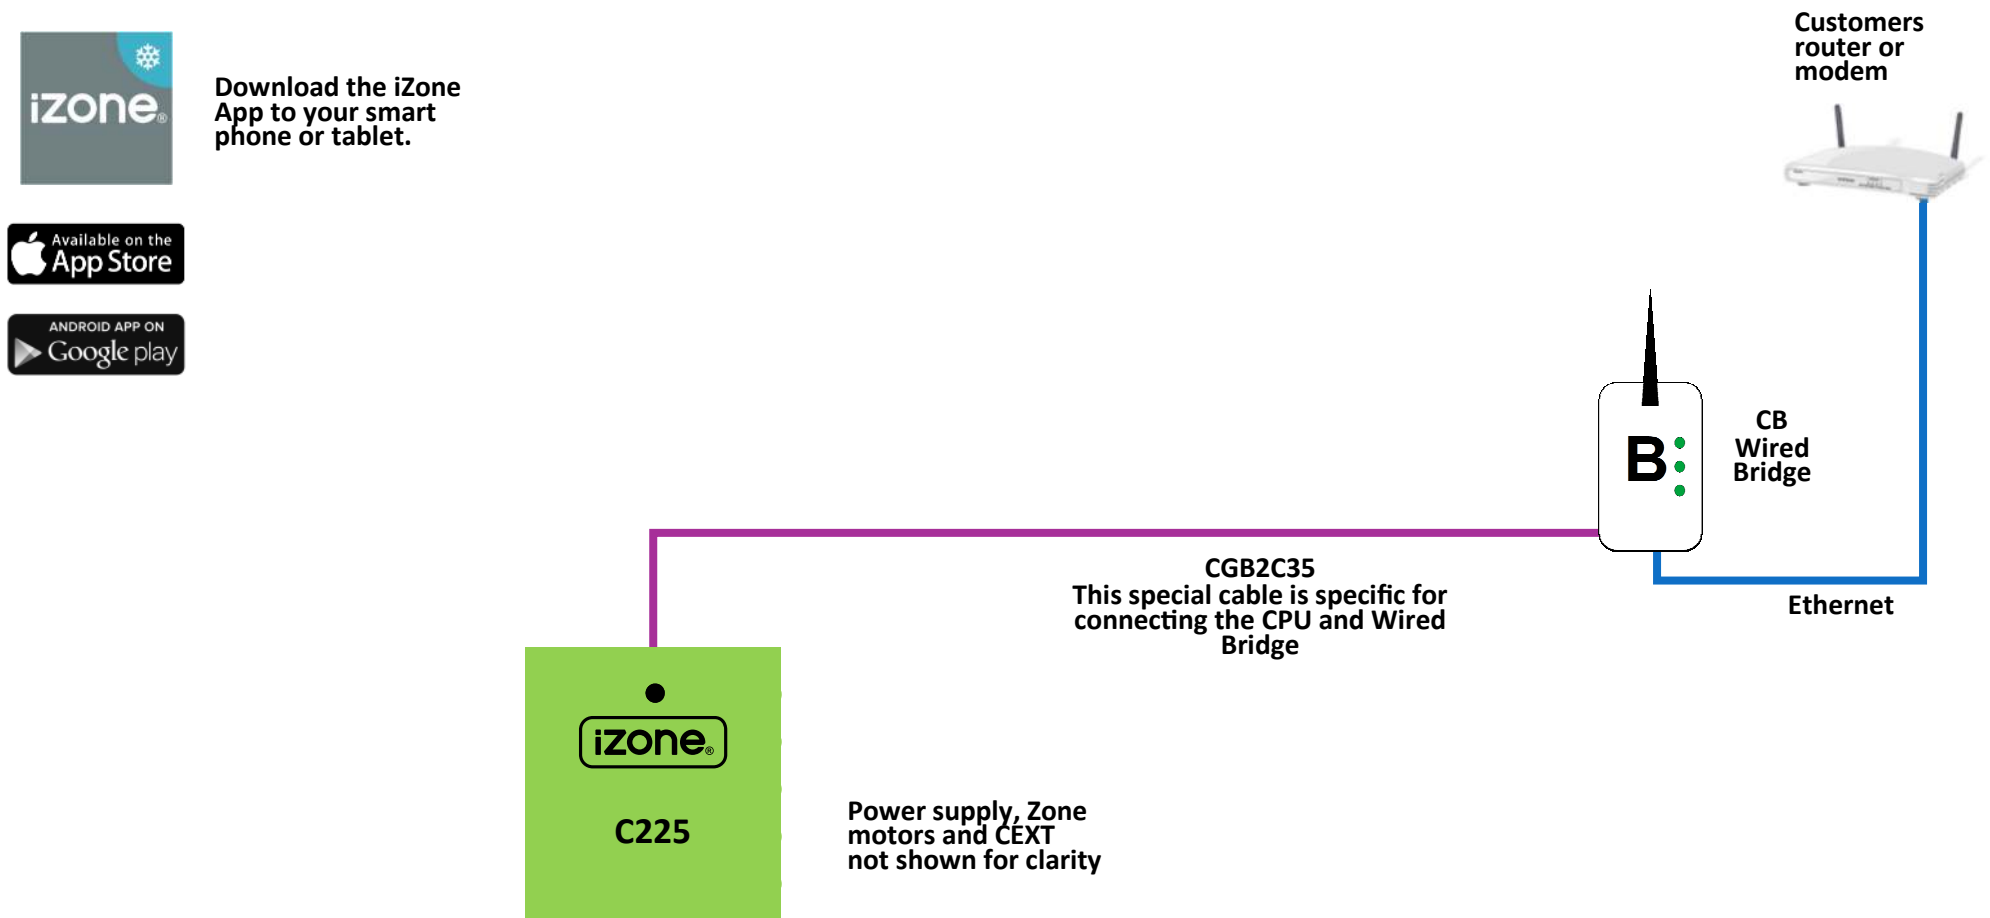 izone®
Download the iZone
App to your smart
phone or tablet.
Available on the
App Store
ANDROID APP ON
Google play
Customers
router or
modem
B
CB
Wired
Bridge
CGB2C35
This special cable is specific for
connecting the CPU and Wired
Bridge
Ethernet
izone®
C225
Power supply, Zone
motors and CEXT
not shown for clarity